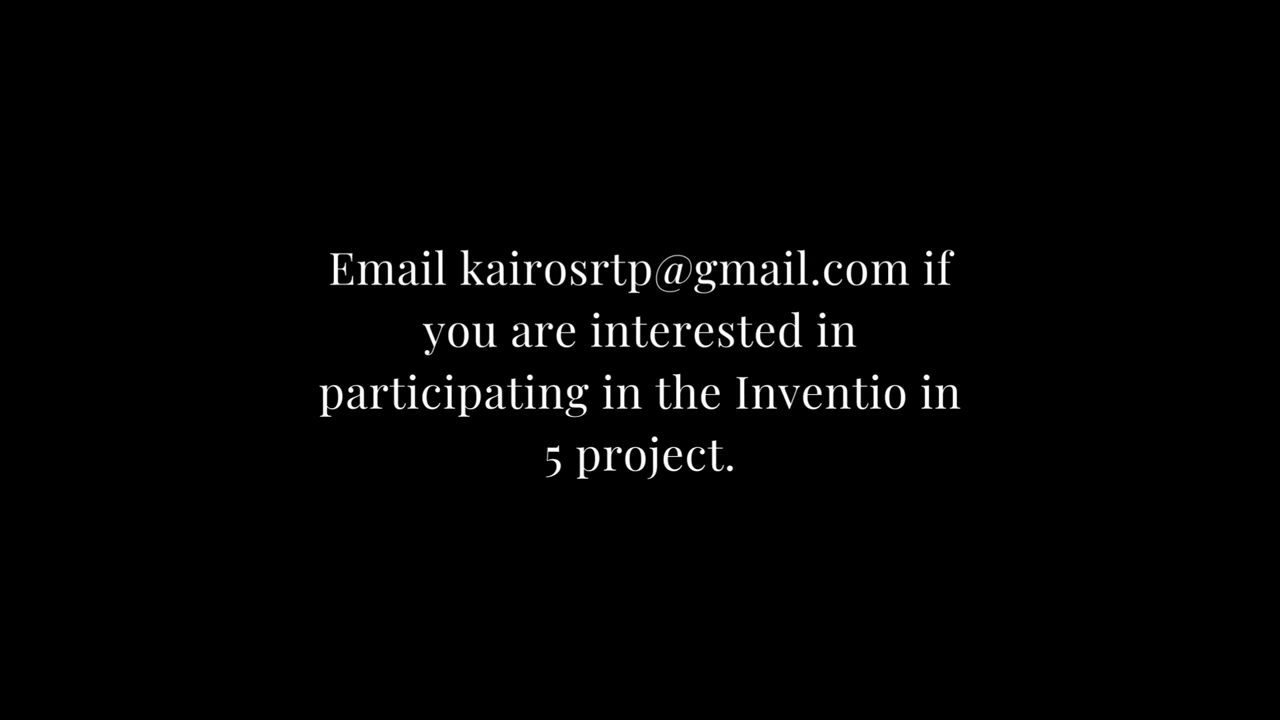 Email kairosrtp@gmail.com if
you are interested in
participating in the Inventio in
5 project.